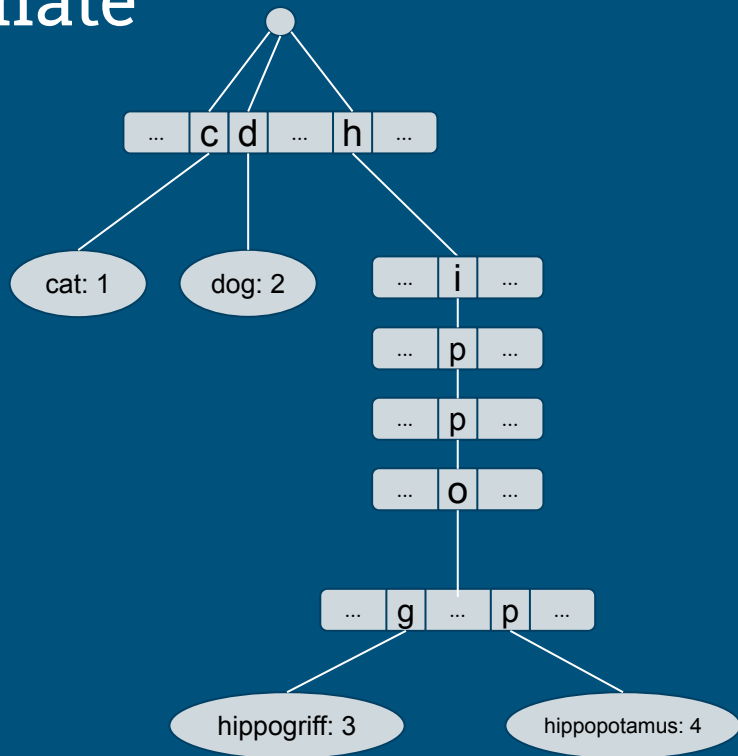 ... c d ... h ...
cat: 1 dog: 2
... i ...
... p ...
... p ...
... o ...
... g ... p ...
hippogriff: 3 hippopotamus: 4